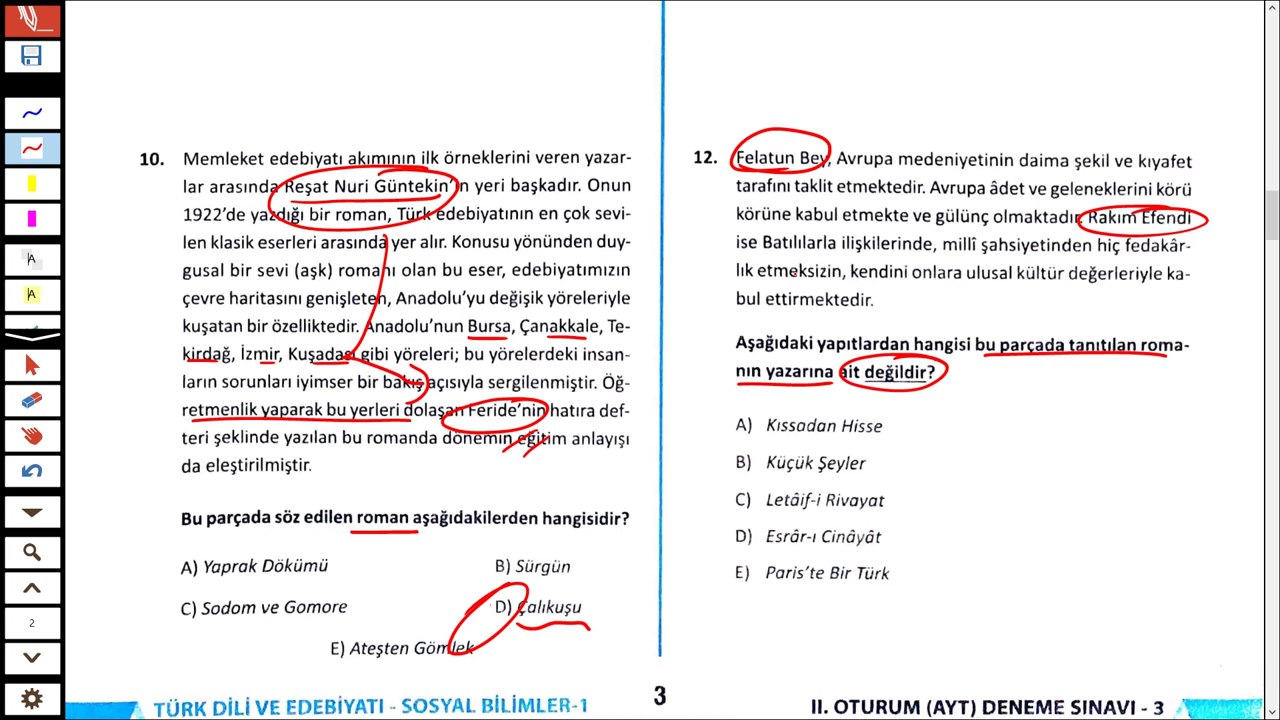 10. Memleket edebiyatı akımının ilk örneklerini veren yazar-
lar arasında Reşat Nuri Güntekin'in yeri başkadır. Onun
1922'de yazdığı bir roman, Türk edebiyatının en çok sevi-
len klasik eserleri arasında yer alır. Konusu yönünden duy-
gusal bir sevi (aşk) romanı olan bu eser, edebiyatımızın
çevre haritasını genişleten, Anadolu'yu değişik yöreleriyle
kuşatan bir özelliktedir. Anadolu'nun Bursa, Çanakkale, Te-
kirdağ, İzmir, Kuşadası gibi yöreleri; bu yörelerdeki insan-
ların sorunları iyimser bir bakış açısıyla sergilenmiştir. Öğ-
retmenlik yaparak bu yerleri dolaşan Feride'nin hatıra def-
teri şeklinde yazılan bu romanda dönemin eğitim anlayışı
da eleştirilmiştir.
Bu parçada söz edilen roman aşağıdakilerden hangisidir?
A) Yaprak Dökümü B) Sürgün
C) Sodom ve Gomore D) Çalıkuşu
E) Ateşten Gömlek
12. Felatun Bey, Avrupa medeniyetinin daima şekil ve kıyafet
tarafını taklit etmektedir. Avrupa âdet ve geleneklerini körü
körüne kabul etmekte ve gülünç olmaktadır. Rakım Efendi
ise Batılılarla ilişkilerinde, millî şahsiyetinden hiç fedakâr-
lık etmeksizin, kendini onlara ulusal kültür değerleriyle ka-
bul ettirmektedir.
Aşağıdaki yapıtlardan hangisi bu parçada tanıtılan roma-
nın yazarına ait değildir?
A) Kıssadan Hisse
B) Küçük Şeyler
C) Letâif-i Rivayat
D) Esrâr-ı Cinâyât
E) Paris'te Bir Türk
A
A
2
TÜRK DİLİ VE EDEBİYATI - SOSYAL BİLİMLER-1 3 II. OTURUM (AYT) DENEME SINAVI - 3